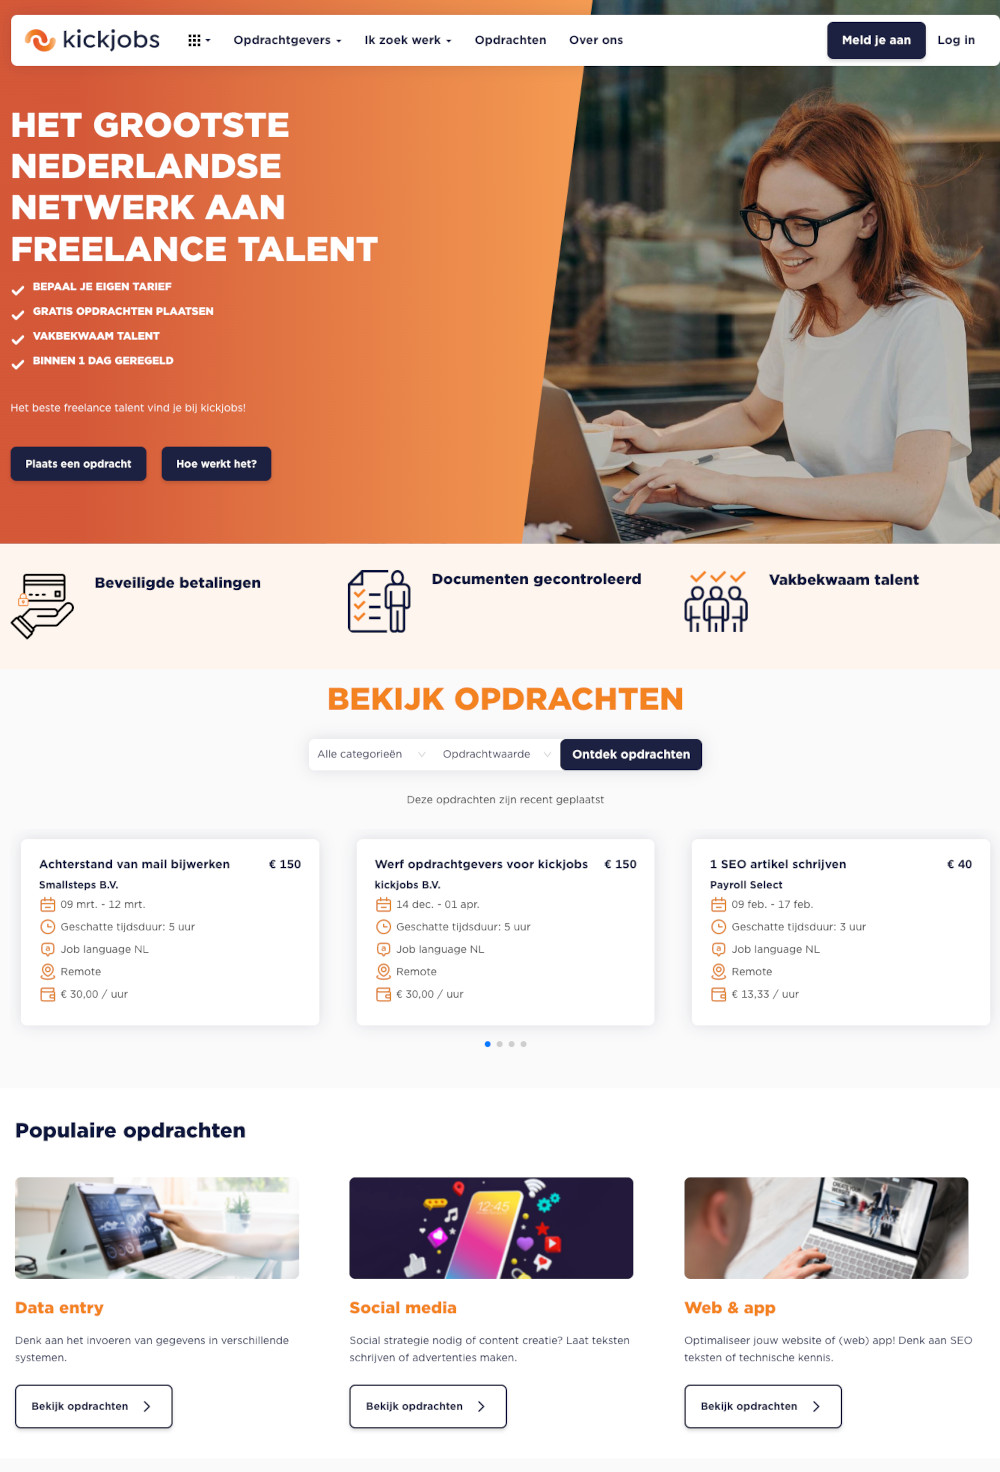 kickjobs
Opdrachtgevers
Ik zoek werk
Opdrachten
Over ons
Meld je aan
Log in
HET GROOTSTE
NEDERLANDSE
NETWERK AAN
FREELANCE TALENT
BEPAAL JE EIGEN TARIEF
GRATIS OPDRACHTEN PLAATSEN
VAKBEKWAAM TALENT
BINNEN 1 DAG GEREGELD
Het beste freelance talent vind je bij kickjobs!
Plaats een opdracht
Hoe werkt het?
Beveiligde betalingen
Documenten gecontroleerd
Vakbekwaam talent
BEKIJK OPDRACHTEN
Alle categorieën
Opdrachtwaarde
Ontdek opdrachten
Deze opdrachten zijn recent geplaatst
Achterstand van mail bijwerken € 150
Smallsteps B.V.
09 mrt. - 12 mrt.
Geschatte tijdsduur: 5 uur
Job language NL
Remote
€ 30,00 / uur
Werf opdrachtgevers voor kickjobs € 150
kickjobs B.V.
14 dec. - 01 apr.
Geschatte tijdsduur: 5 uur
Job language NL
Remote
€ 30,00 / uur
1 SEO artikel schrijven € 40
Payroll Select
09 feb. - 17 feb.
Geschatte tijdsduur: 3 uur
Job language NL
Remote
€ 13,33 / uur
Populaire opdrachten
12:45
Data entry
Denk aan het invoeren van gegevens in verschillende
systemen.
Bekijk opdrachten
Social media
Social strategie nodig of content creatie? Laat teksten
schrijven of advertenties maken.
Bekijk opdrachten
Web & app
Optimaliseer jouw website of (web) app! Denk aan SEO
teksten of technische kennis.
Bekijk opdrachten